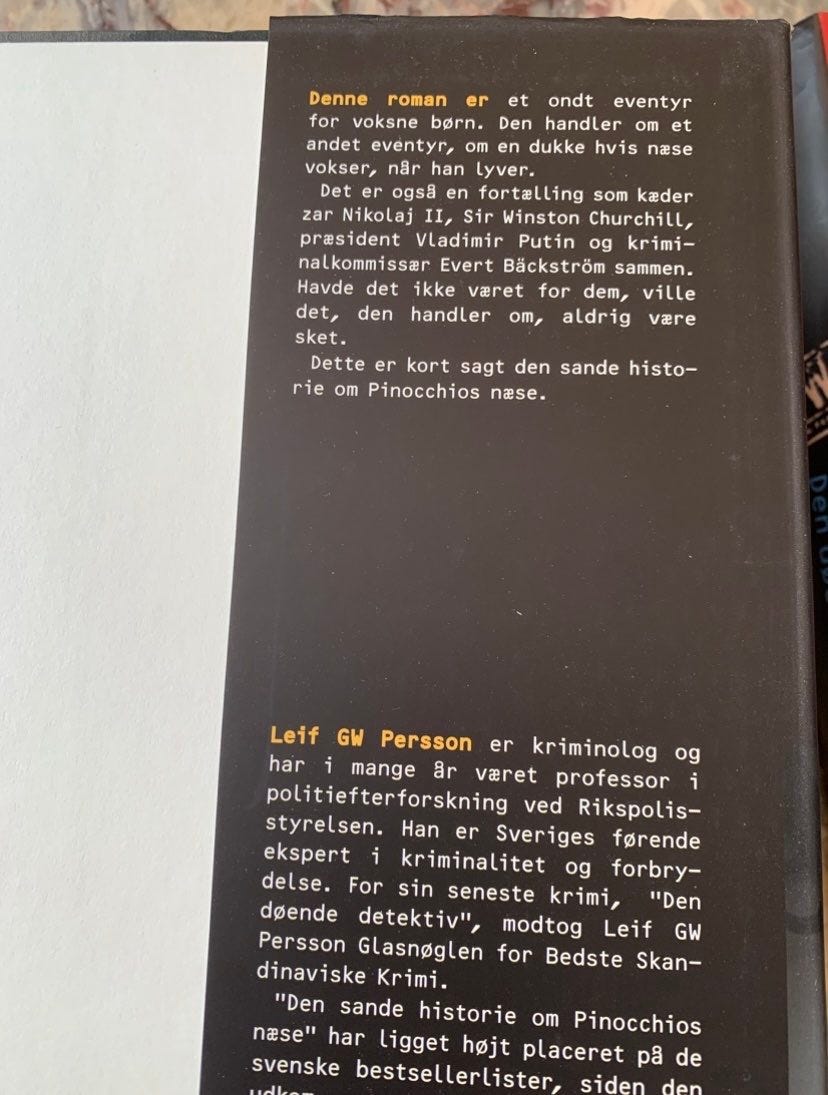 Denne roman er et ondt eventyr
for voksne børn. Den handler om et
andet eventyr, om en dukke hvis næse
vokser, når han lyver.
Det er også en fortælling som kæder
zar Nikolaj II, Sir Winston Churchill,
præsident Vladimir Putin og krimi-
nalkommissær Evert Bäckström sammen.
Havde det ikke været for dem, ville
det, den handler om, aldrig være
sket.
Dette er kort sagt den sande histo-
rie om Pinocchios næse.
Leif GW Persson er kriminolog og
har i mange år været professor i
politiefterforskning ved Rikspolis-
styrelsen. Han er Sveriges førende
ekspert i kriminalitet og forbry-
delse. For sin seneste krimi, "Den
døende detektiv", modtog Leif GW
Persson Glasnøglen for Bedste Skan-
dinaviske Krimi.
"Den sande historie om Pinocchios
næse" har ligget højt placeret på de
svenske bestsellerlister, siden den
Den